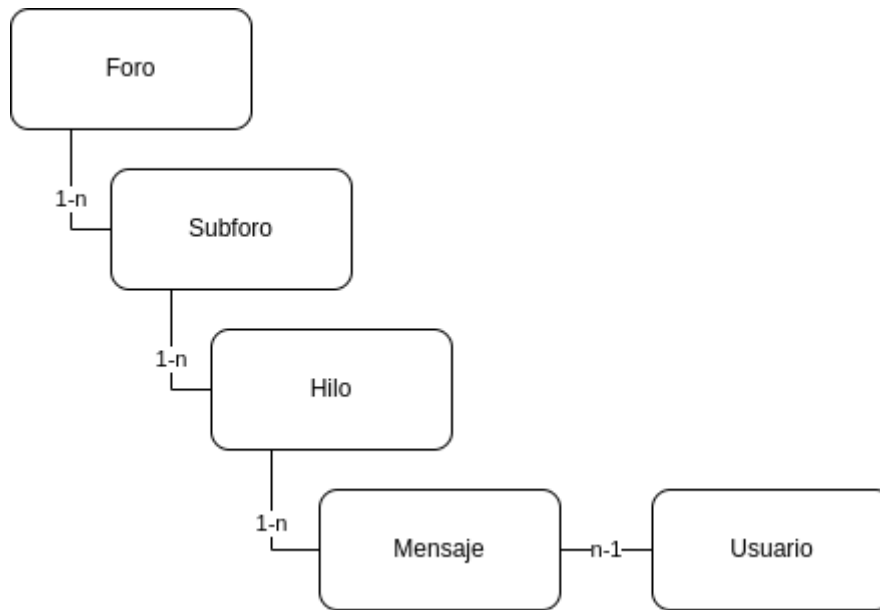 Foro
1-n
Subforo
1-n
Hilo
1-n
Mensaje
n-1
Usuario